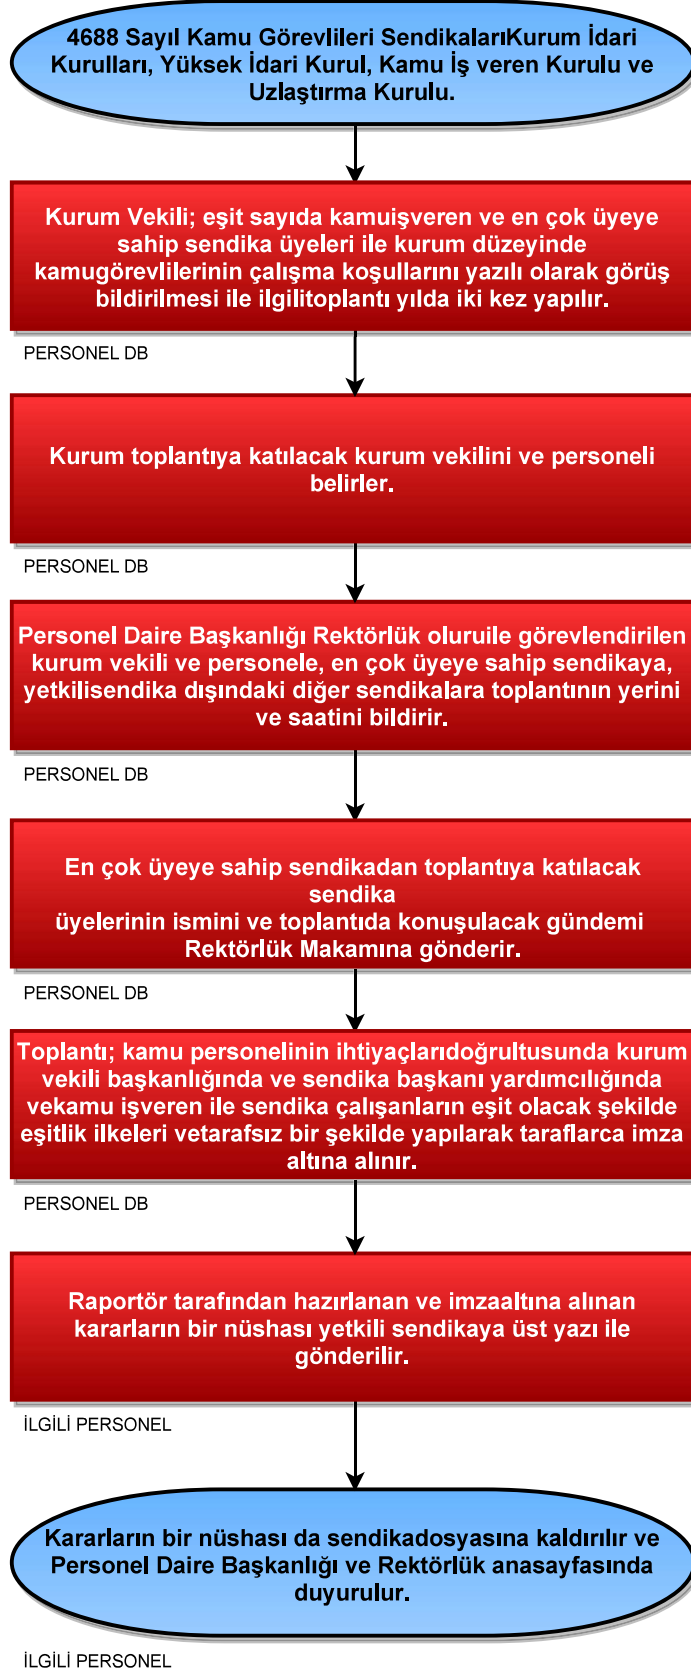 4688 Sayıl Kamu Görevlileri SendikalarıKurum İdari
Kurulları, Yüksek İdari Kurul, Kamu İş veren Kurulu ve
Uzlaştırma Kurulu.
Kurum Vekili; eşit sayıda kamuişveren ve en çok üyeye
sahip sendika üyeleri ile kurum düzeyinde
kamugörevlilerinin çalışma koşullarını yazılı olarak görüş
bildirilmesi ile ilgilitoplantı yılda iki kez yapılır.
PERSONEL DB
Kurum toplantıya katılacak kurum vekilini ve personeli
belirler.
PERSONEL DB
Personel Daire Başkanlığı Rektörlük oluruile görevlendirilen
kurum vekili ve personele, en çok üyeye sahip sendikaya,
yetkilisendika dışındaki diğer sendikalara toplantının yerini
ve saatini bildirir.
PERSONEL DB
En çok üyeye sahip sendikadan toplantıya katılacak
sendika
üyelerinin ismini ve toplantıda konuşulacak gündemi
Rektörlük Makamına gönderir.
PERSONEL DB
Toplantı; kamu personelinin ihtiyaçlarıdoğrultusunda kurum
vekili başkanlığında ve sendika başkanı yardımcılığında
vekamu işveren ile sendika çalışanların eşit olacak şekilde
eşitlik ilkeleri vetarafsız bir şekilde yapılarak taraflarca imza
altına alınır.
PERSONEL DB
Raportör tarafından hazırlanan ve imzaaltına alınan
kararların bir nüshası yetkili sendikaya üst yazı ile
gönderilir.
İLGİLİ PERSONEL
Kararların bir nüshası da sendikadosyasına kaldırılır ve
Personel Daire Başkanlığı ve Rektörlük anasayfasında
duyurulur.
İLGİLİ PERSONEL